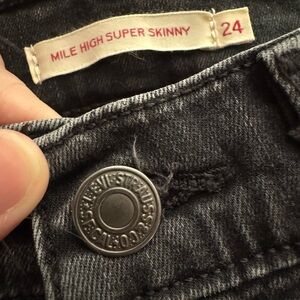 MILE HIGH SUPER SKINNY 24
LEVI STRAUSS & CO